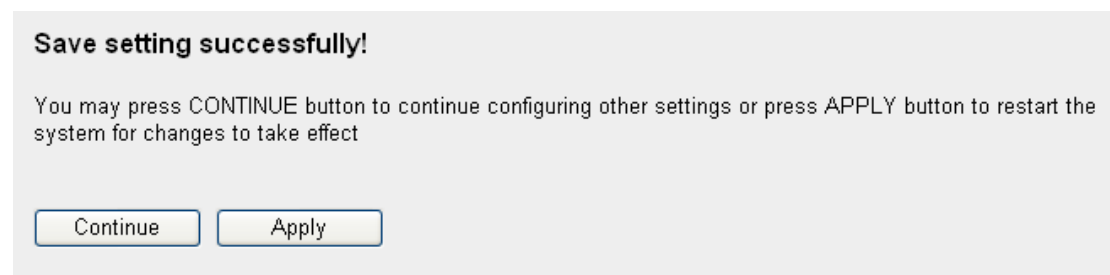 Save setting successfully!
You may press CONTINUE button to continue configuring other settings or press APPLY button to restart the
system for changes to take effect
Continue
Apply